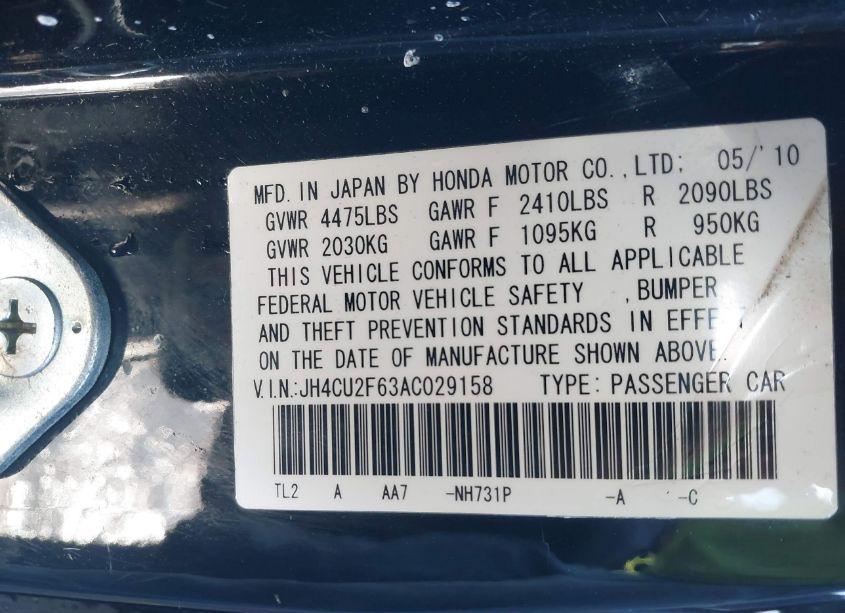 MFD. IN JAPAN BY HONDA MOTOR CO., LTD; 05/'10
GVWR 4475LBS GAWR F 2410LBS R 2090LBS
GVWR 2030KG GAWR F 1095KG R 950KG
THIS VEHICLE CONFORMS TO ALL APPLICABLE
FEDERAL MOTOR VEHICLE SAFETY , BUMPER
AND THEFT PREVENTION STANDARDS IN EFFECT
ON THE DATE OF MANUFACTURE SHOWN ABOVE.
V.I.N.: JH4CU2F63AC029158 TYPE: PASSENGER CAR
TL2 A AA7 -NH731P -A -C